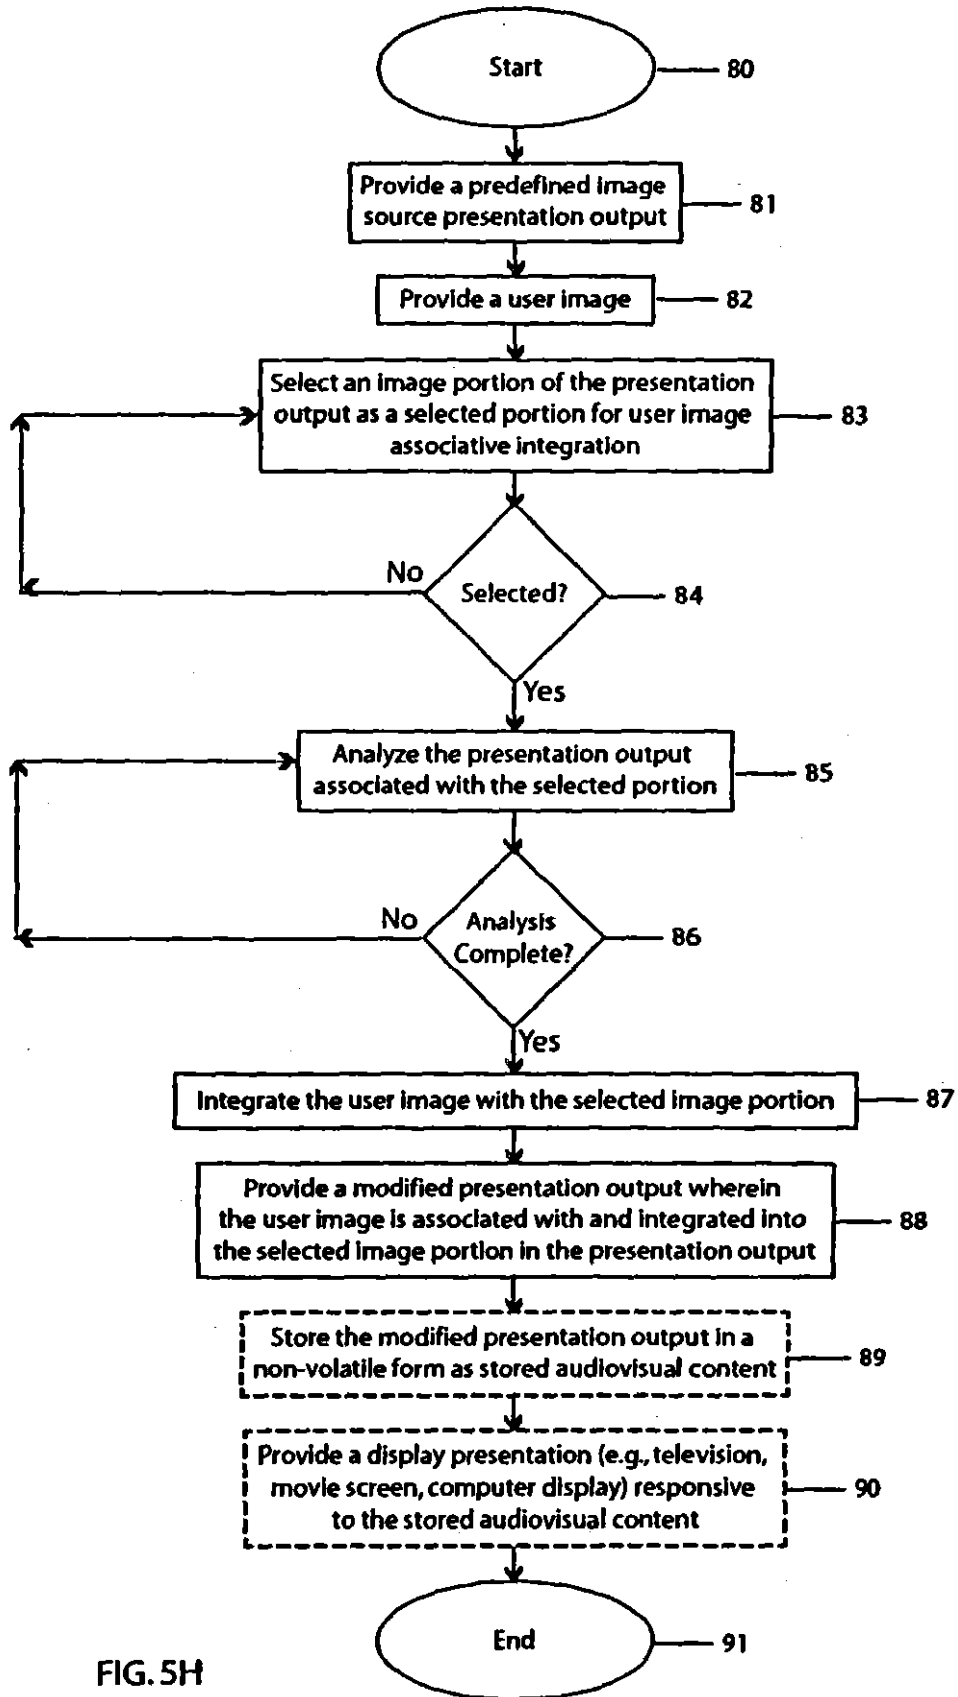 Start
80
Provide a predefined image
source presentation output
81
Provide a user image
82
Select an image portion of the presentation
output as a selected portion for user image
associative integration
83
No
Selected?
84
Yes
Analyze the presentation output
associated with the selected portion
85
No
Analysis
Complete?
86
Yes
Integrate the user image with the selected image portion
87
Provide a modified presentation output wherein
the user image is associated with and integrated into
the selected image portion in the presentation output
88
Store the modified presentation output in a
non-volatile form as stored audiovisual content
89
Provide a display presentation (e.g., television,
movie screen, computer display) responsive
to the stored audiovisual content
90
End
91
FIG. 5H